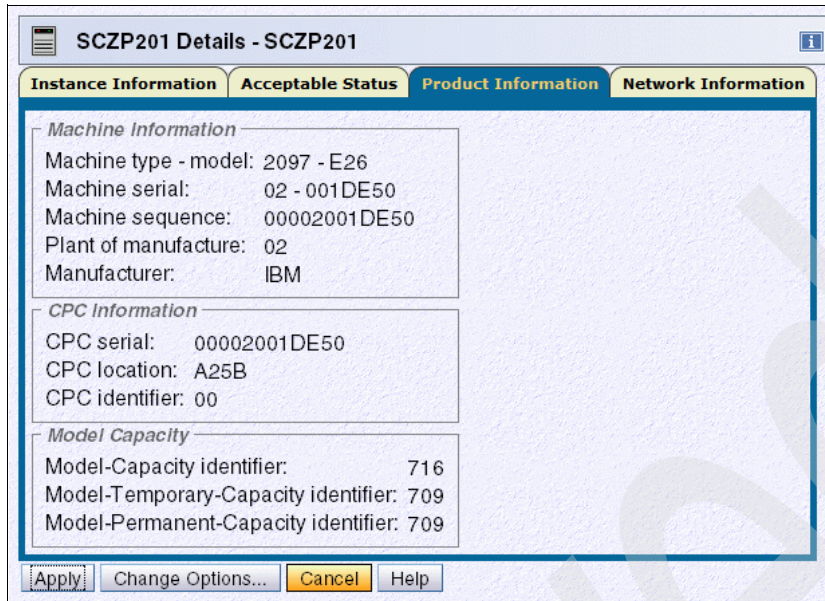 SCZP201 Details - SCZP201
Instance Information Acceptable Status Product Information Network Information
Machine Information
Machine type - model: 2097 - E26
Machine serial: 02 - 001DE50
Machine sequence: 00002001DE50
Plant of manufacture: 02
Manufacturer: IBM
CPC Information
CPC serial: 00002001DE50
CPC location: A25B
CPC identifier: 00
Model Capacity
Model-Capacity identifier: 716
Model-Temporary-Capacity identifier: 709
Model-Permanent-Capacity identifier: 709
Apply Change Options... Cancel Help